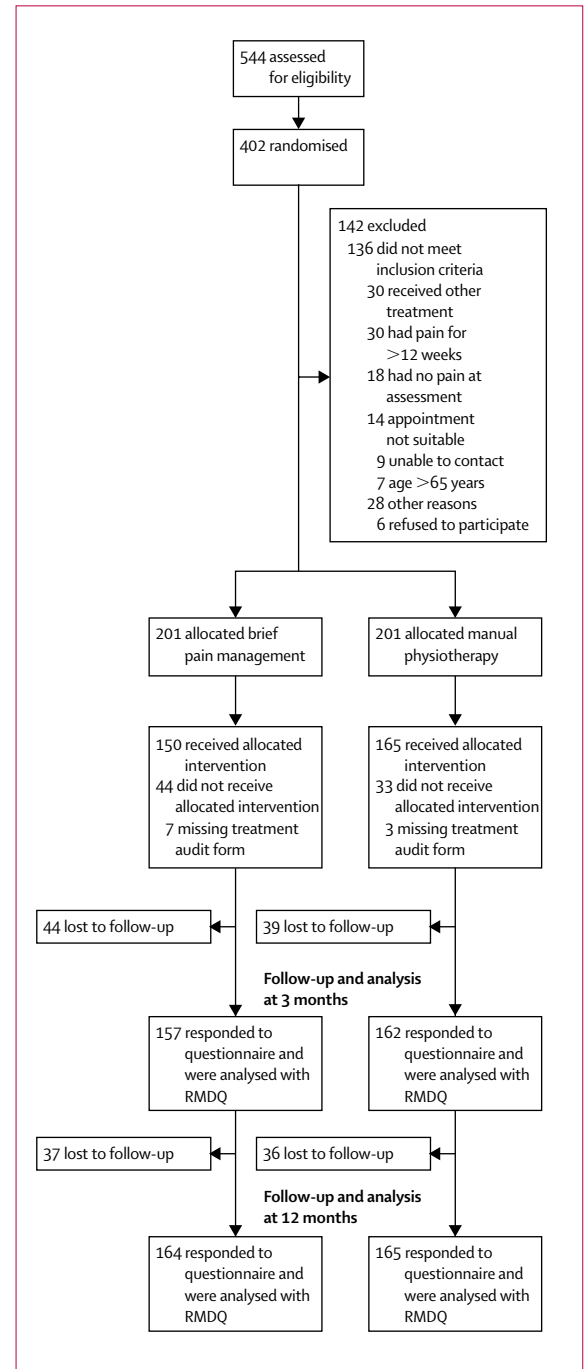 544 assessed
for eligibility
402 randomised
142 excluded
136 did not meet
inclusion criteria
30 received other
treatment
30 had pain for
>12 weeks
18 had no pain at
assessment
14 appointment
not suitable
9 unable to contact
7 age >65 years
28 other reasons
6 refused to participate
201 allocated brief
pain management
201 allocated manual
physiotherapy
150 received allocated
intervention
44 did not receive
allocated intervention
7 missing treatment
audit form
165 received allocated
intervention
33 did not receive
allocated intervention
3 missing treatment
audit form
44 lost to follow-up
39 lost to follow-up
Follow-up and analysis
at 3 months
157 responded to
questionnaire and
were analysed with
RMDQ
162 responded to
questionnaire and
were analysed with
RMDQ
37 lost to follow-up
36 lost to follow-up
Follow-up and analysis
at 12 months
164 responded to
questionnaire and
were analysed with
RMDQ
165 responded to
questionnaire and
were analysed with
RMDQ